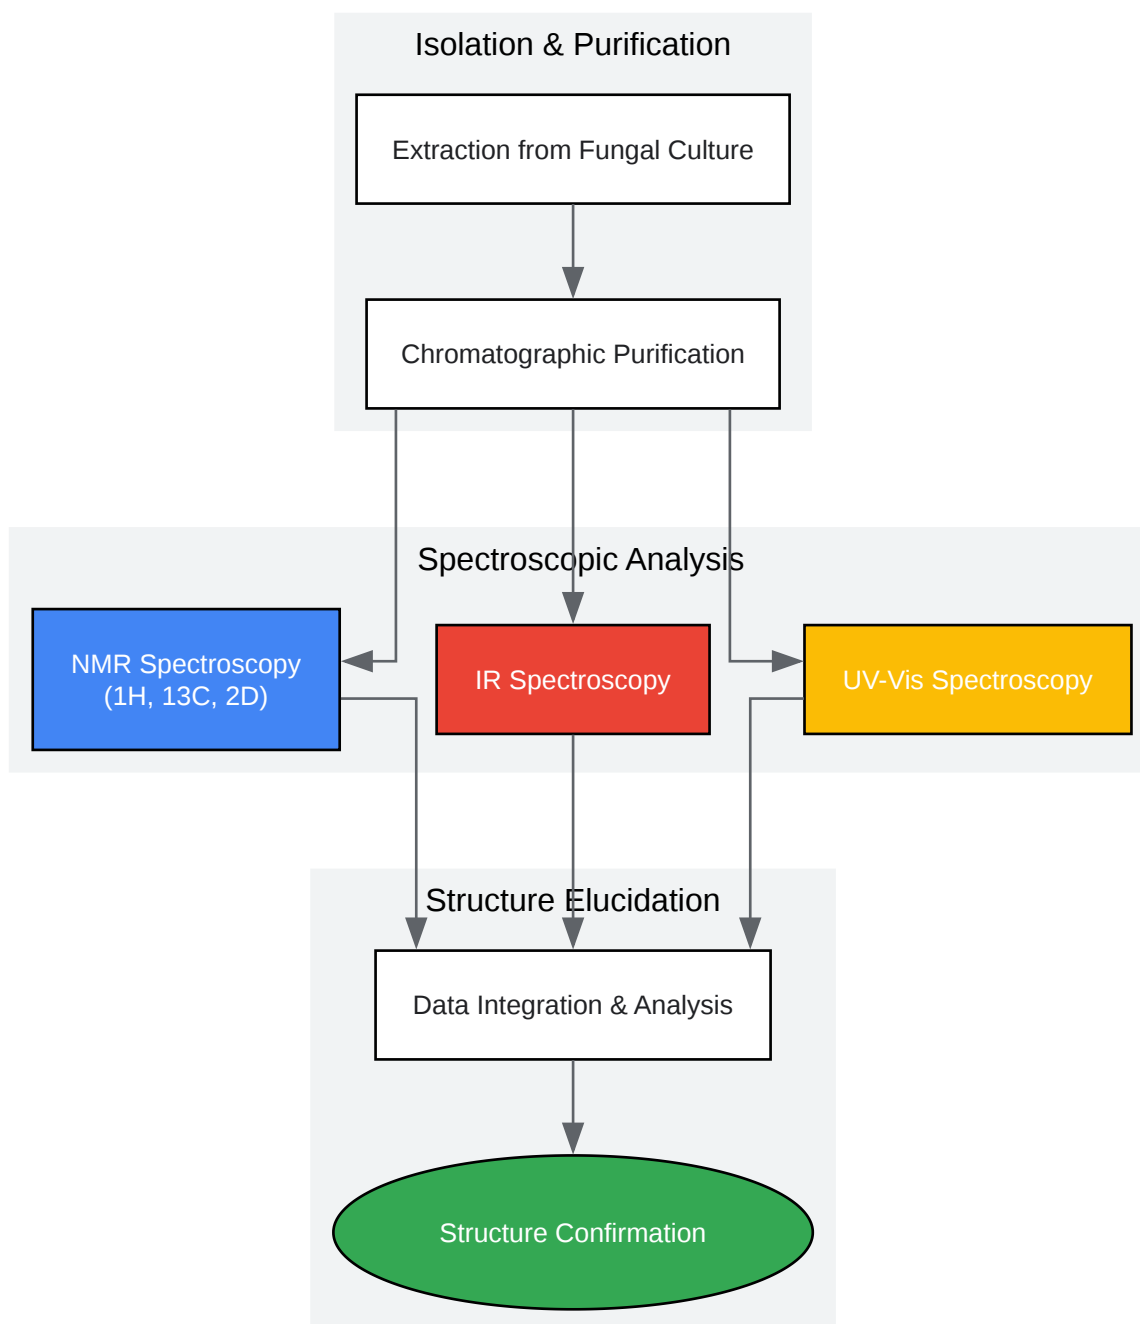 Isolation & Purification
Extraction from Fungal Culture
Chromatographic Purification
Spectroscopic Analysis
NMR Spectroscopy
(1H, 13C, 2D)
IR Spectroscopy
UV-Vis Spectroscopy
Structure Elucidation
Data Integration & Analysis
Structure Confirmation